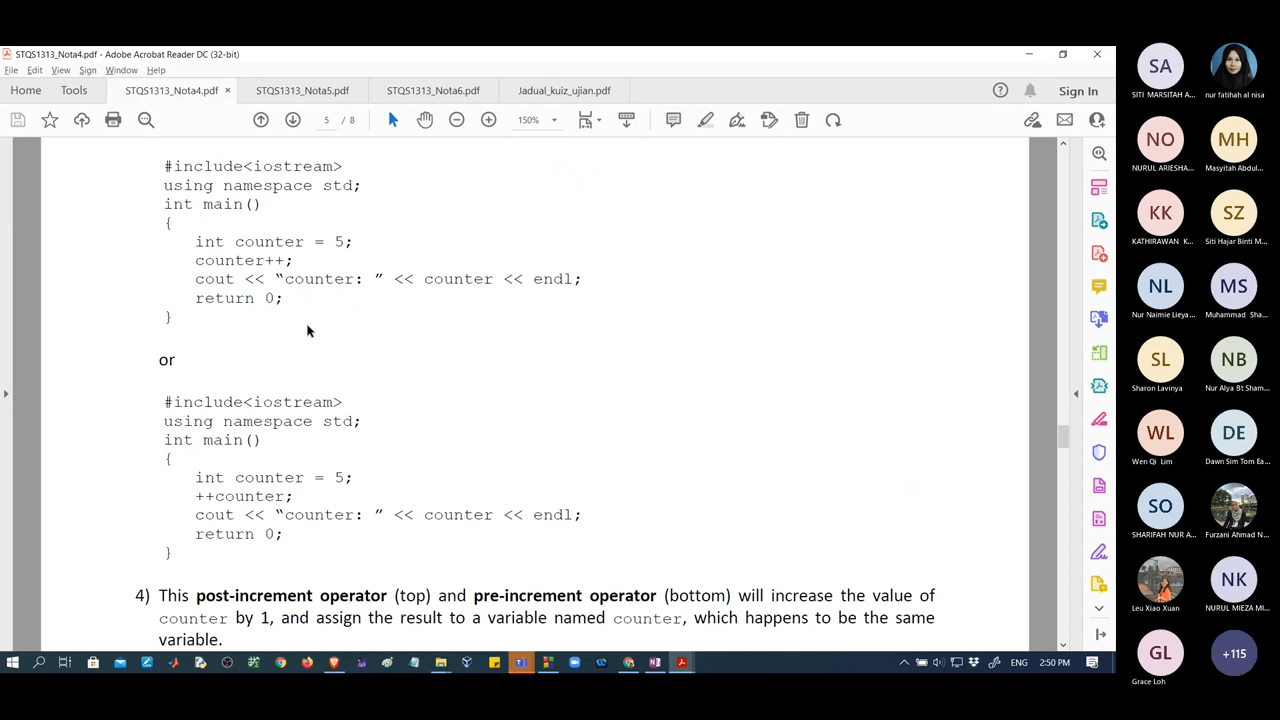 STQS1313_Nota4.pdf - Adobe Acrobat Reader DC (32-bit)
File Edit View Sign Window Help
Home Tools STQS1313_Nota4.pdf × STQS1313_Nota5.pdf STQS1313_Nota6.pdf Jadual_kuiz_ujian.pdf Sign In
5 / 8 150%
#include<iostream>
using namespace std;
int main()
{
int counter = 5;
counter++;
cout << “counter: ” << counter << endl;
return 0;
}
or
#include<iostream>
using namespace std;
int main()
{
int counter = 5;
++counter;
cout << “counter: ” << counter << endl;
return 0;
}
4) This post-increment operator (top) and pre-increment operator (bottom) will increase the value of
counter by 1, and assign the result to a variable named counter, which happens to be the same
variable.
ENG 2:50 PM
SA
SITI MARSITAH A... nur fatihah al nisa
NO MH
NURUL ARIESHA... Masyitah Abdul...
KK SZ
KATHIRAWAN K... Siti Hajar Binti M...
NL MS
Nur Naimie Lieya... Muhammad Sha...
SL NB
Sharon Lavinya Nur Alya Bt Sham...
WL DE
Wen Qi Lim Dawn Sim Tom Ea...
SO
SHARIFAH NUR A... Furzani Ahmad N...
NK
Leu Xiao Xuan NURUL MIEZA MI...
GL +115
Grace Loh